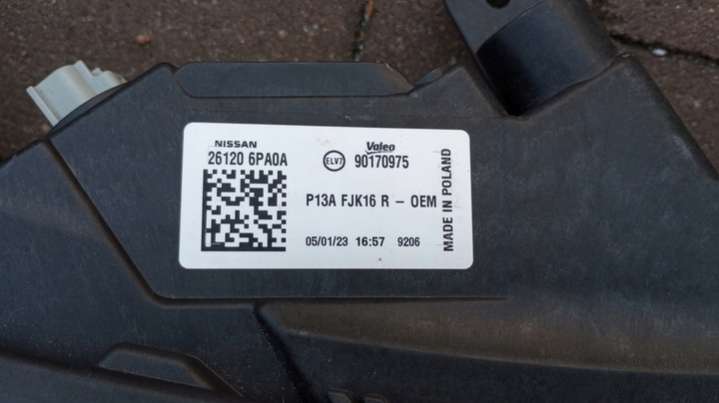 NISSAN
26120 6PA0A
Valeo
ELV7 90170975
P13A FJK16 R - OEM
05/01/23 16:57 9206
MADE IN POLAND